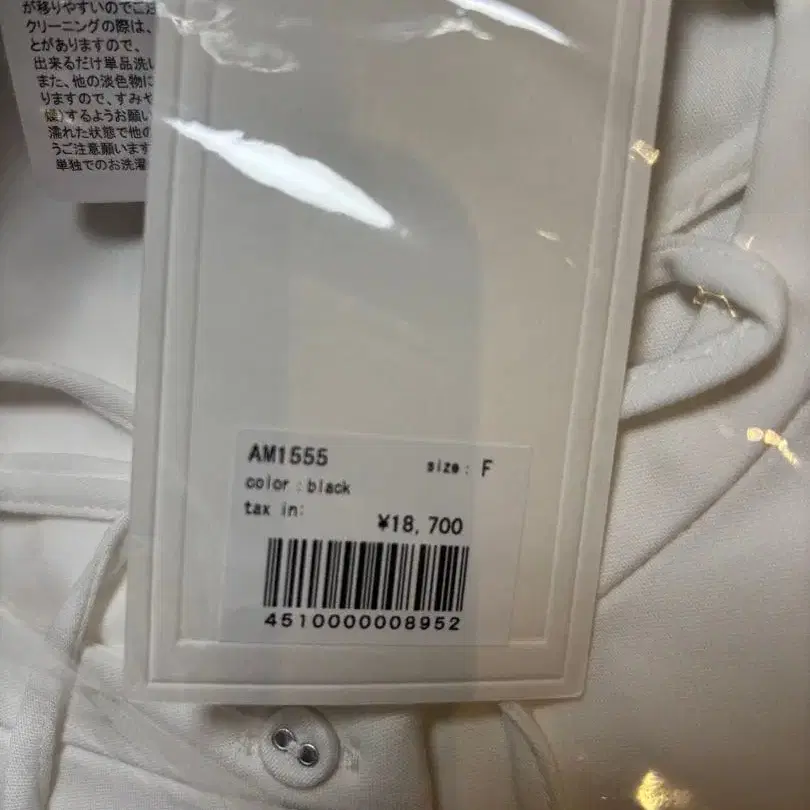 が移りやすいのでご注
クリーニングの際は、
とがありますので、
出来るだけ単品洗い
また、他の淡色物に
りますので、すみや
するようお願い
濡れた状態で他の
うご注意願います
単独でのお洗濯
AM1555
size: F
color:black
tax in:
¥18,700
4510000008952